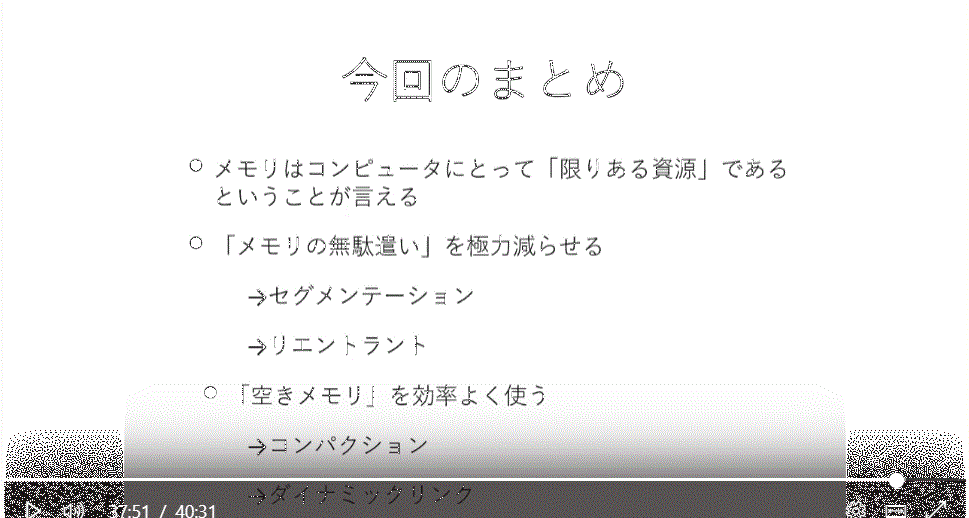 今回のまとめ
メモリはコンピュータにとって「限りある資源」である
ということが言える
「メモリの無駄遣い」を極力減らせる
→セグメンテーション
→リエントラント
「空きメモリ」を効率よく使う
→コンパクション
→ダイナミックリンク
37:51 / 40:31